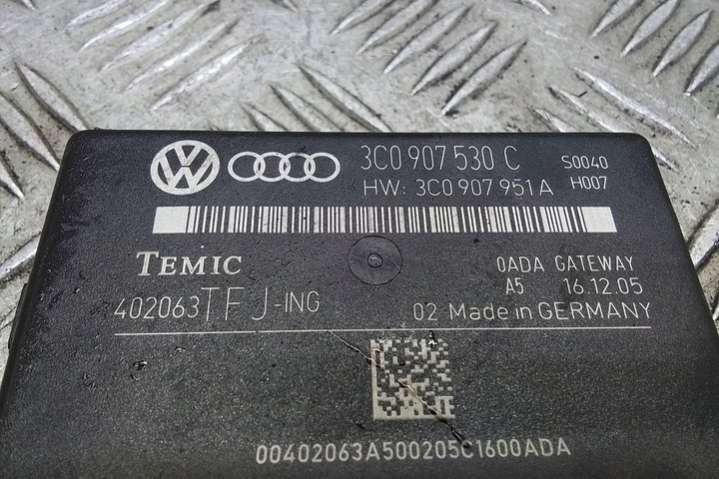 3C0 907 530 C S0040
HW: 3C0 907 951 A H007
TEMIC 0ADA GATEWAY
A5 16.12.05
402063TFJ-ING 02 Made in GERMANY
00402063A500205C1600ADA